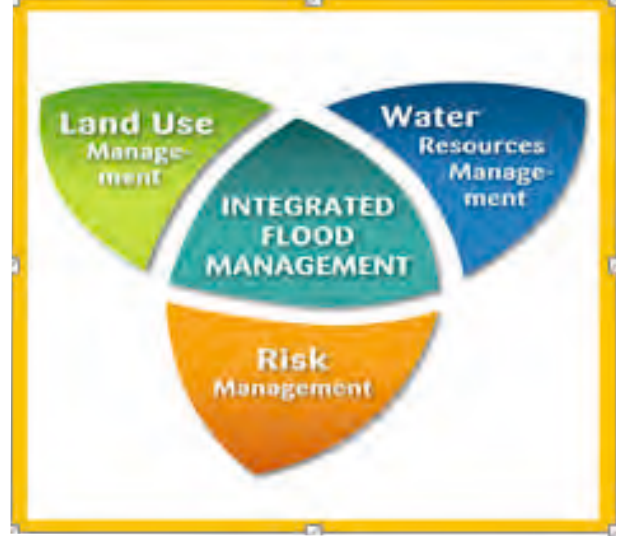 Land Use
Manage-
ment
Water
Resources
Manage-
ment
INTEGRATED
FLOOD
MANAGEMENT
Risk
Management